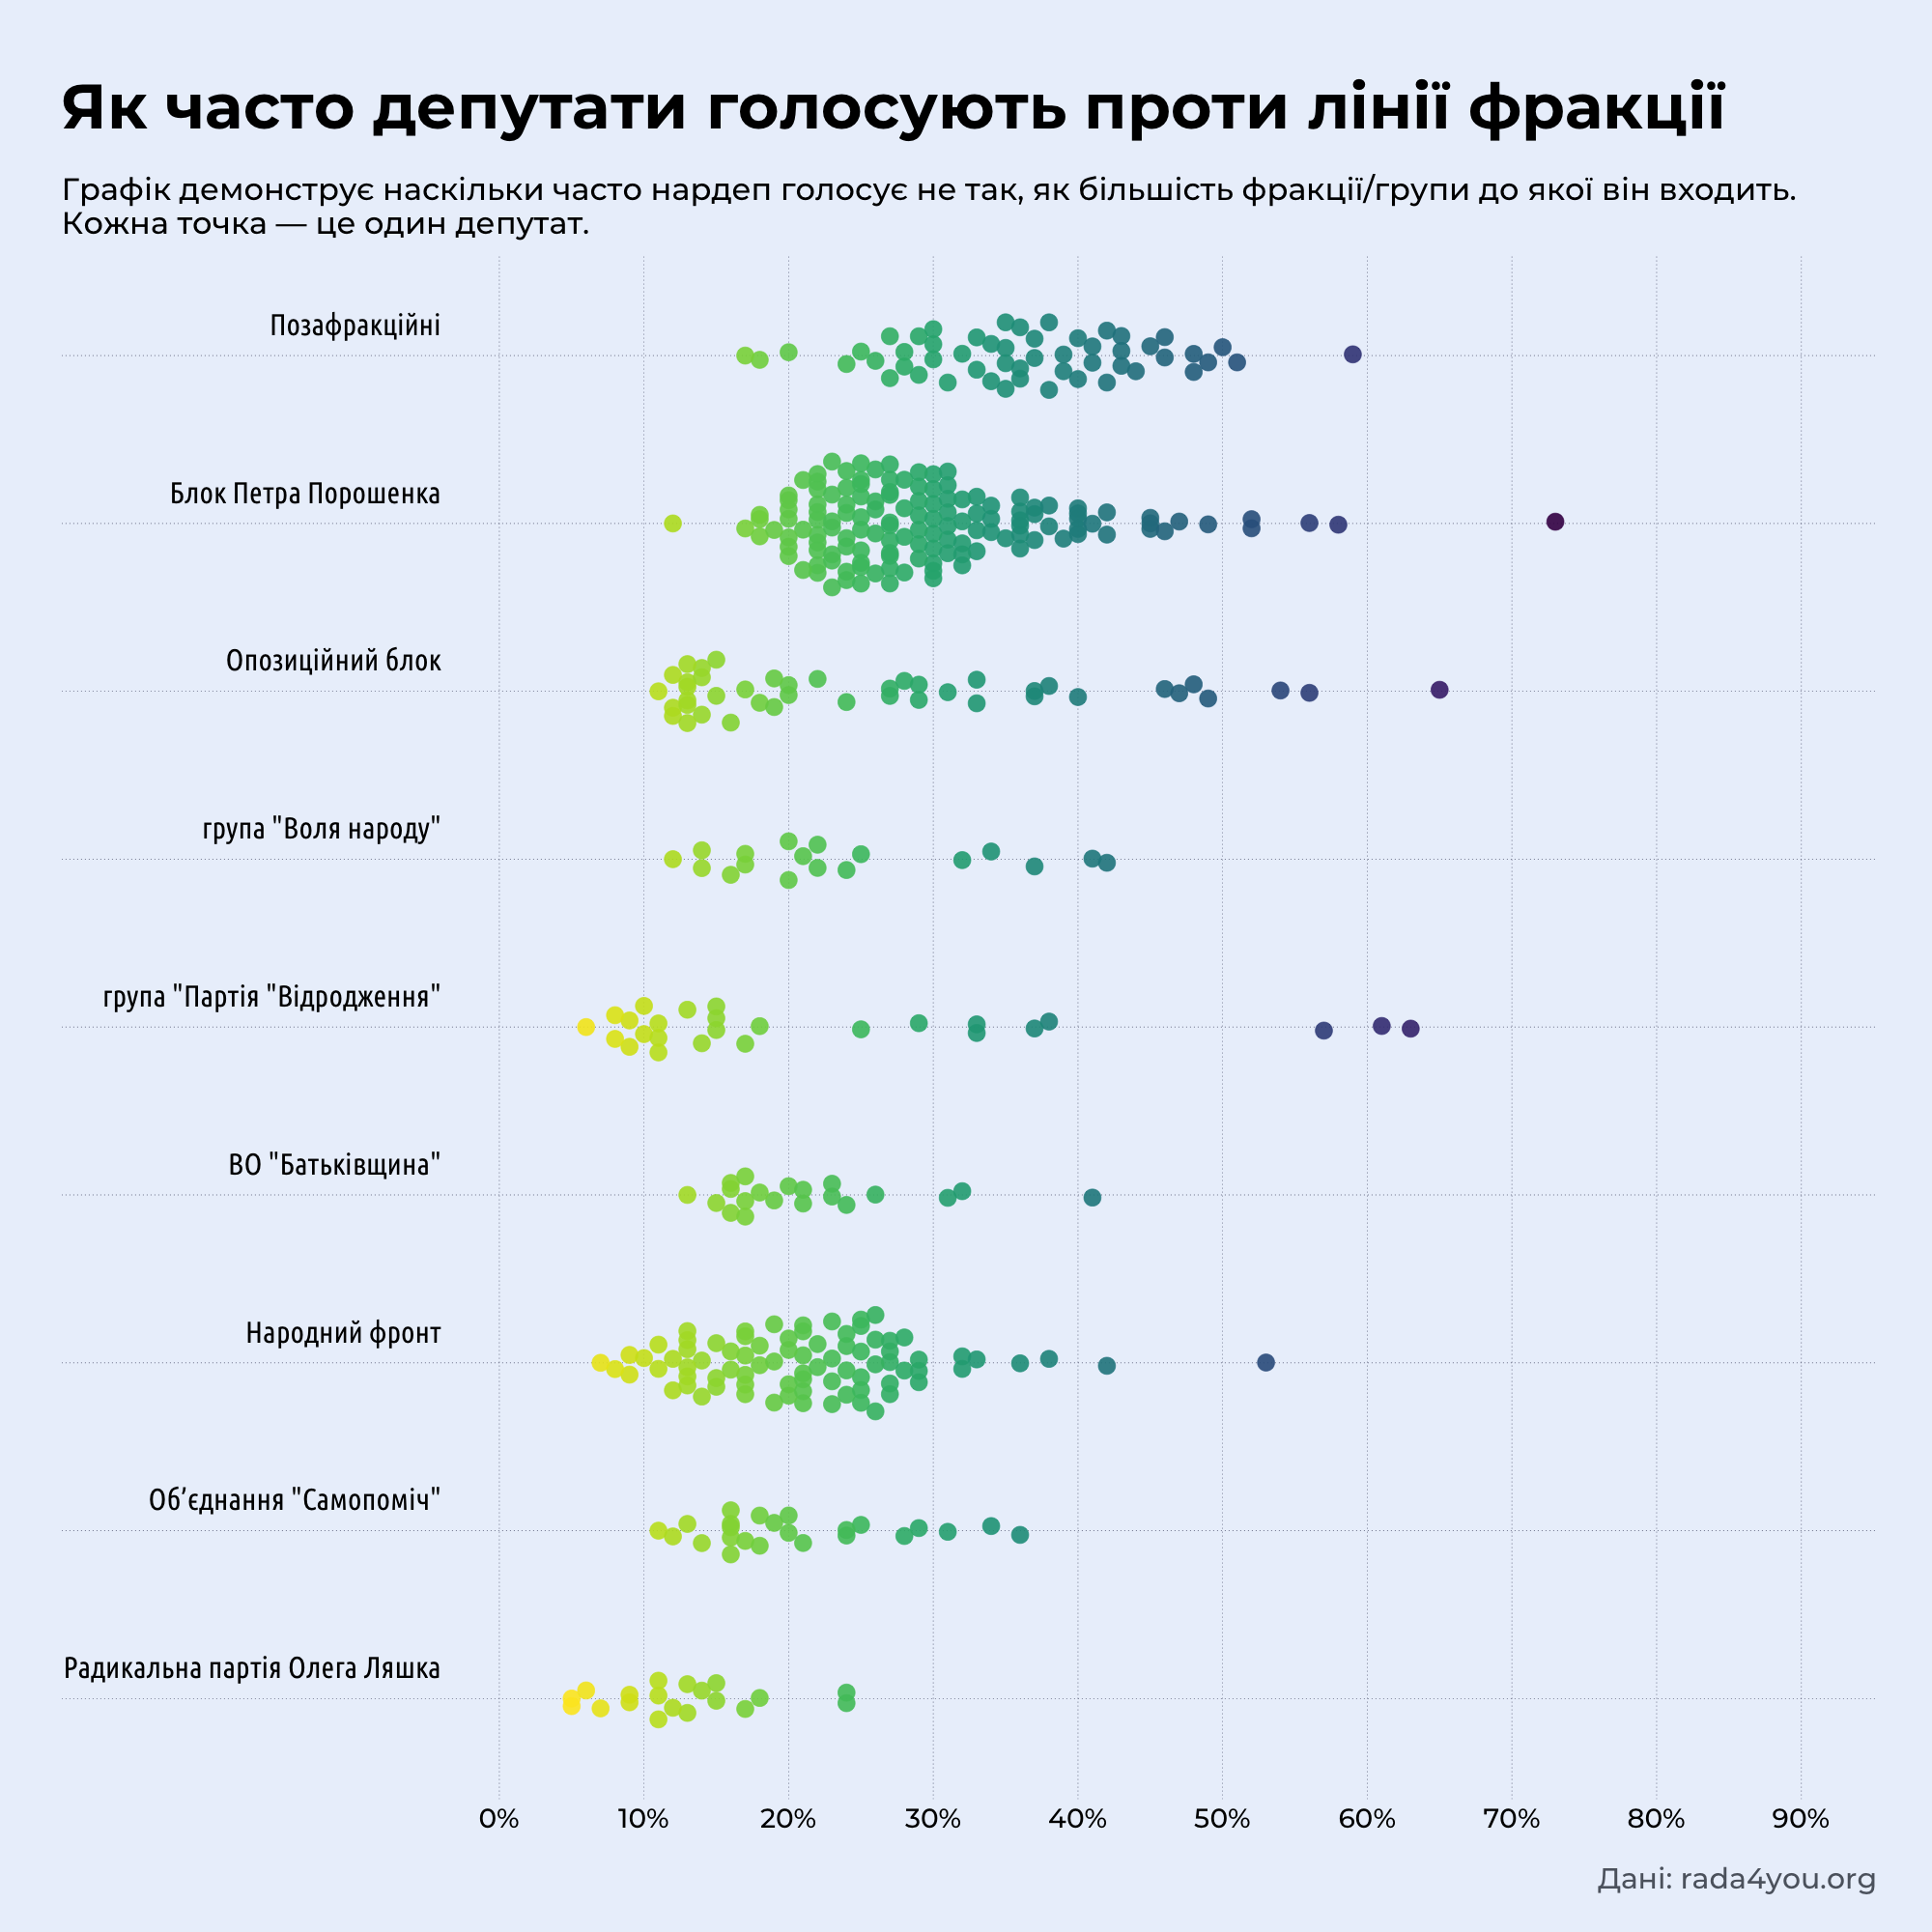 Як часто депутати голосують проти лінії фракції
Графік демонструє наскільки часто нардеп голосує не так, як більшість фракції/групи до якої він входить.
Кожна точка — це один депутат.
Позафракційні
Блок Петра Порошенка
Опозиційний блок
група "Воля народу"
група "Партія "Відродження"
ВО "Батьківщина"
Народний фронт
Об’єднання "Самопоміч"
Радикальна партія Олега Ляшка
0% 10% 20% 30% 40% 50% 60% 70% 80% 90%
Дані: rada4you.org